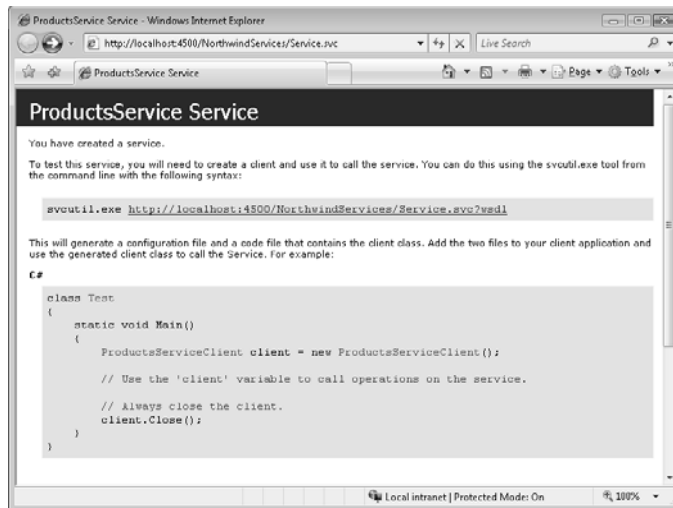 ProductsService Service - Windows Internet Explorer
http://localhost:4500/NorthwindServices/Service.svc
Live Search
ProductsService Service
Page
Tools
ProductsService Service
You have created a service.
To test this service, you will need to create a client and use it to call the service. You can do this using the svcutil.exe tool from
the command line with the following syntax:
svcutil.exe http://localhost:4500/NorthwindServices/Service.svc?wsdl
This will generate a configuration file and a code file that contains the client class. Add the two files to your client application and
use the generated client class to call the Service. For example:
C#
class Test
{
static void Main()
{
ProductsServiceClient client = new ProductsServiceClient();
// Use the 'client' variable to call operations on the service.
// Always close the client.
client.Close();
}
}
Local intranet | Protected Mode: On
100%